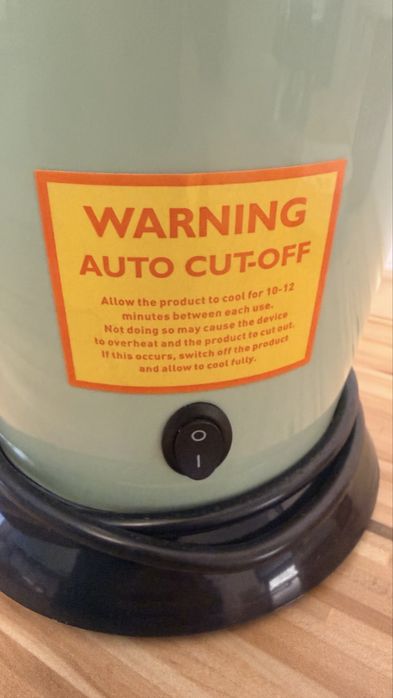 WARNING
AUTO CUT-OFF
Allow the product to cool for 10-12
minutes between each use.
Not doing so may cause the device
to overheat and the product to cut out.
If this occurs, switch off the product
and allow to cool fully.
O
I